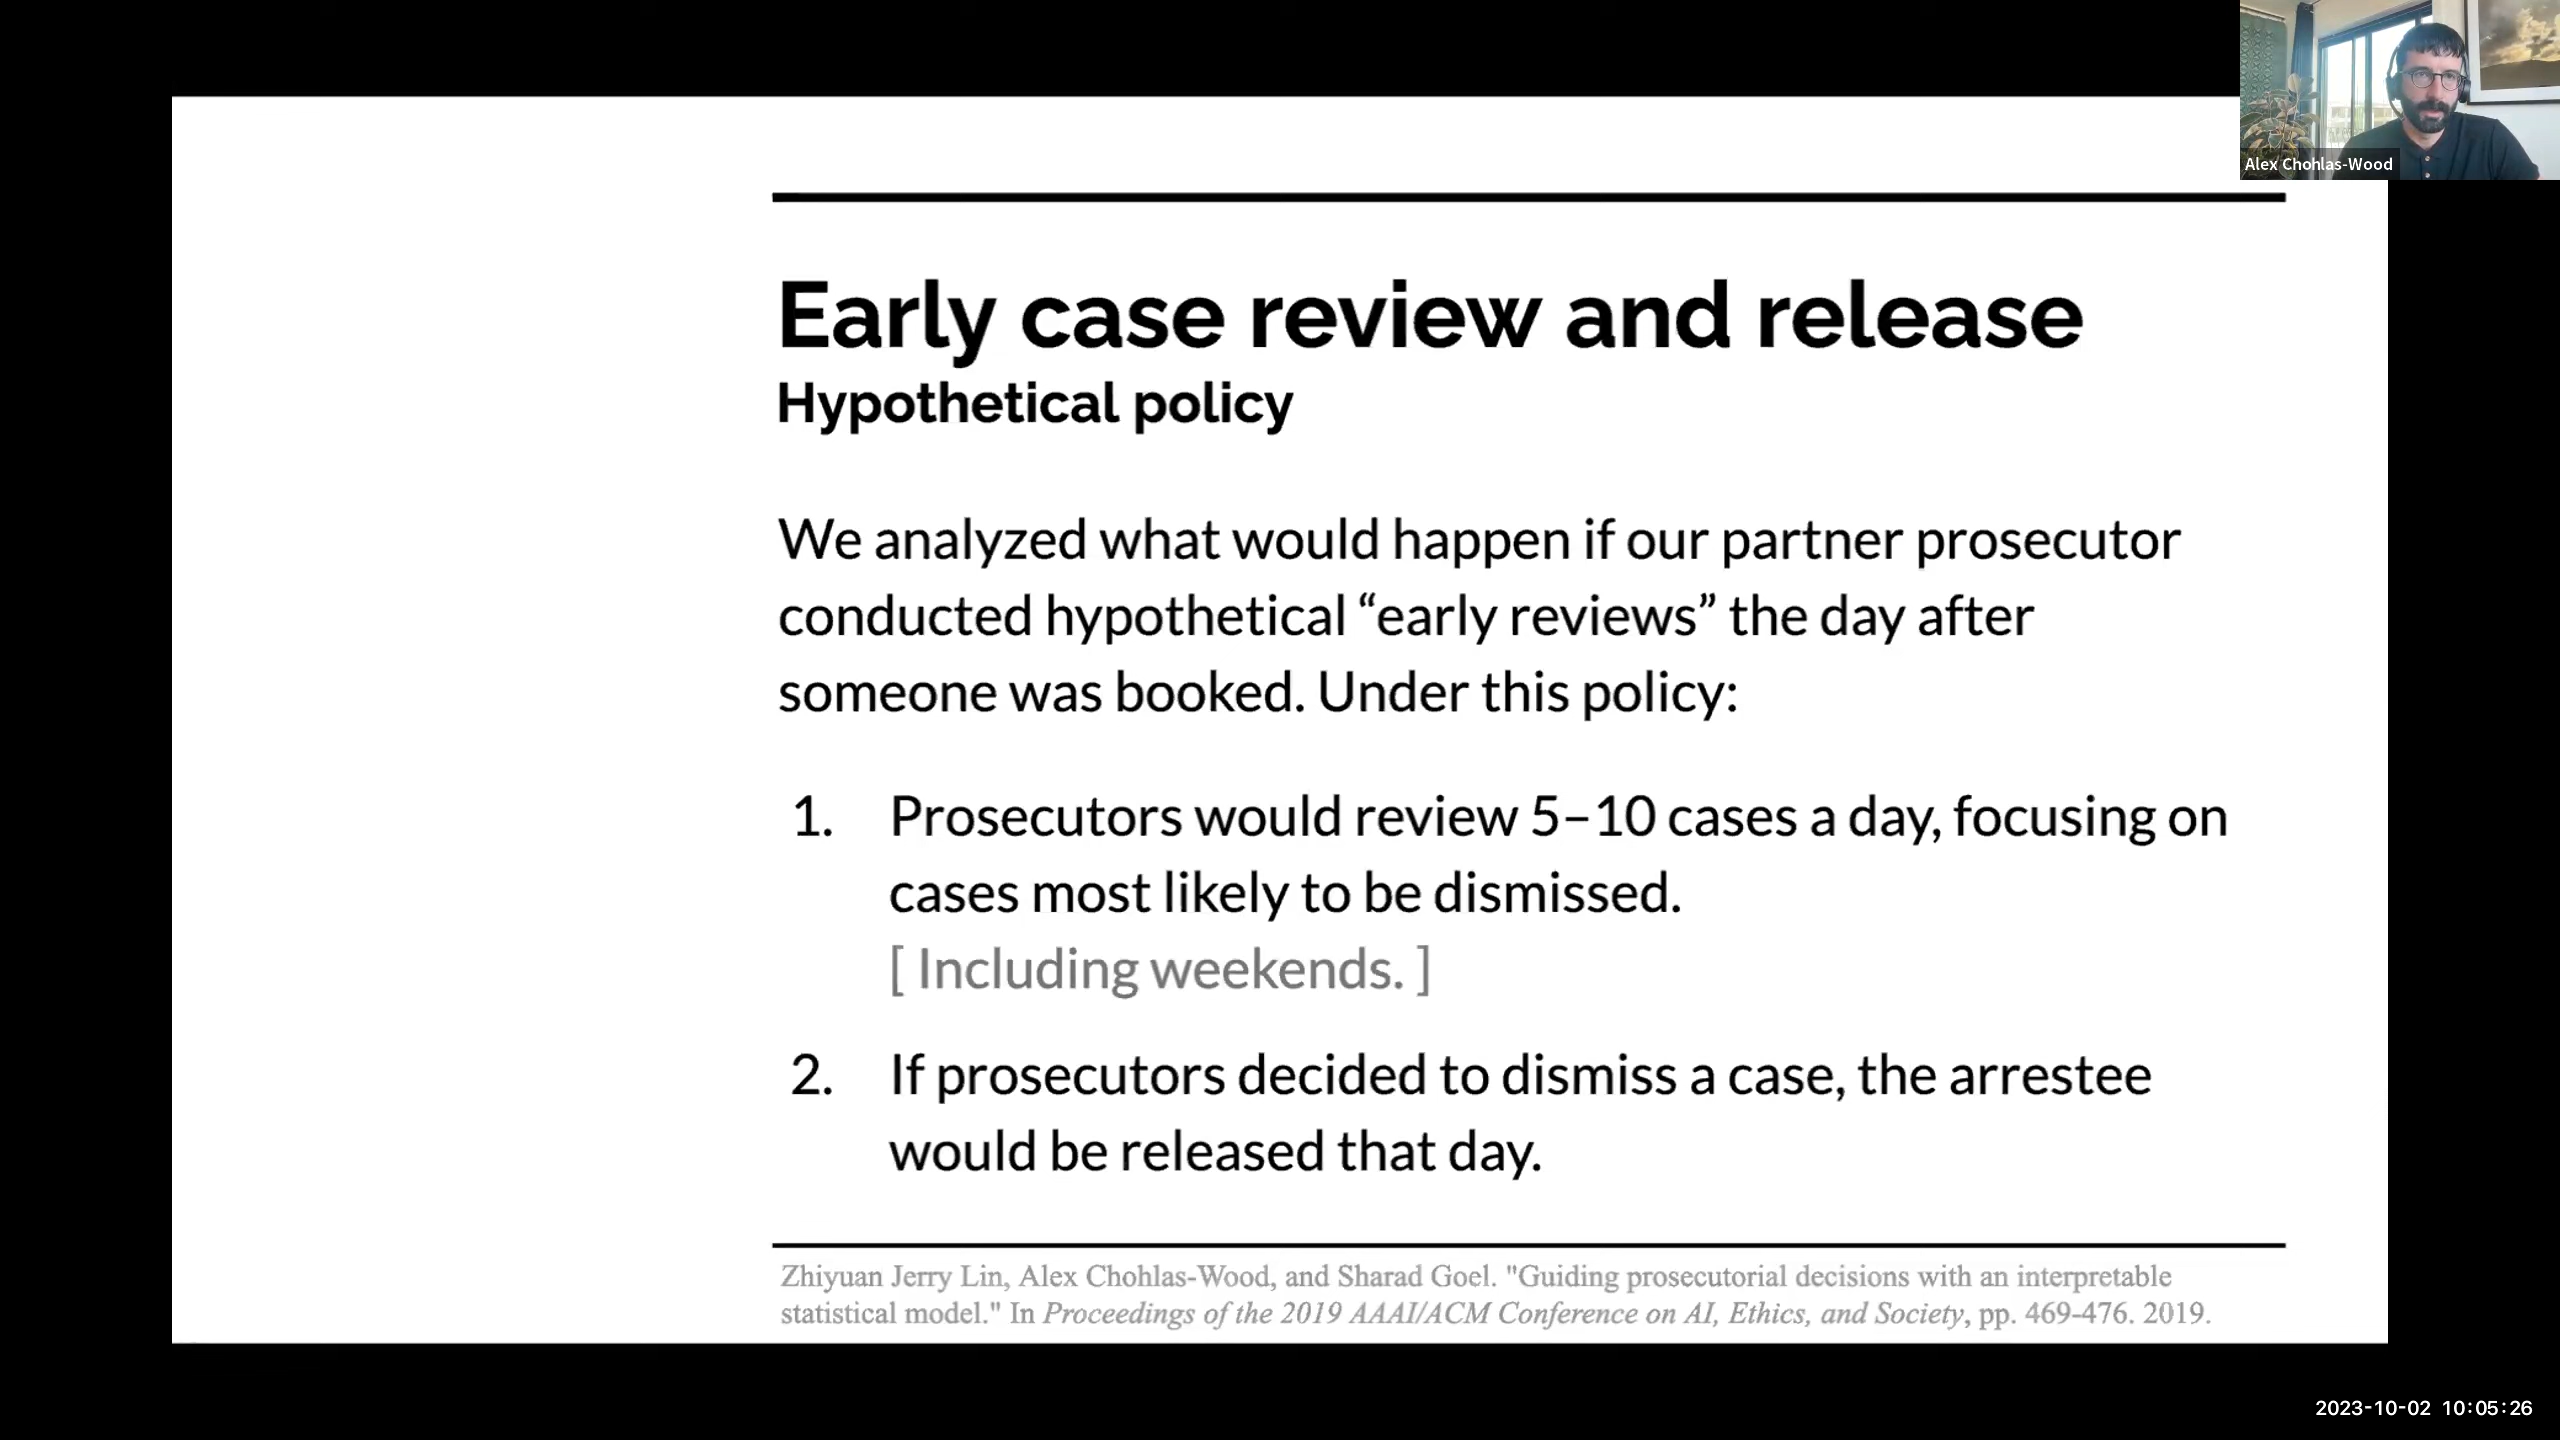 Alex Chohlas-Wood
Early case review and release
Hypothetical policy
We analyzed what would happen if our partner prosecutor
conducted hypothetical “early reviews” the day after
someone was booked. Under this policy:
1. Prosecutors would review 5–10 cases a day, focusing on
cases most likely to be dismissed.
[ Including weekends. ]
2. If prosecutors decided to dismiss a case, the arrestee
would be released that day.
Zhiyuan Jerry Lin, Alex Chohlas-Wood, and Sharad Goel. "Guiding prosecutorial decisions with an interpretable
statistical model." In Proceedings of the 2019 AAAI/ACM Conference on AI, Ethics, and Society, pp. 469-476. 2019.
2023-10-02 10:05:26